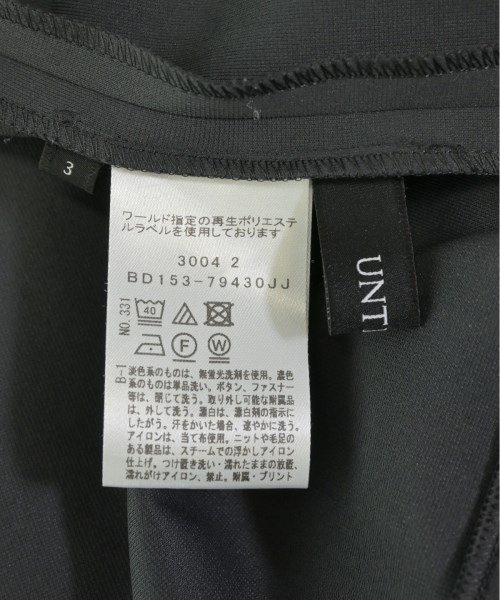 3
ワールド指定の再生ポリエステ
ルラベルを使用しております
3004 2
BD153-79430JJ
NO.331
40
F W
B-1
淡色系のものは、無蛍光洗剤を使用。濃色
系のものは単品洗い。ボタン、ファスナー
等は、閉じて洗う。取り外し可能な附属品
は、外して洗う。漂白は、漂白剤の指示に
したがう。汗をかいた場合、速やかに洗う。
アイロンは、当て布使用。ニットや毛足の
ある製品は、スチームでの浮かしアイロン
仕上げ。つけ置き洗い・濡れたままの放置、
濡れがけアイロン、禁止。附属・プリント
UNT